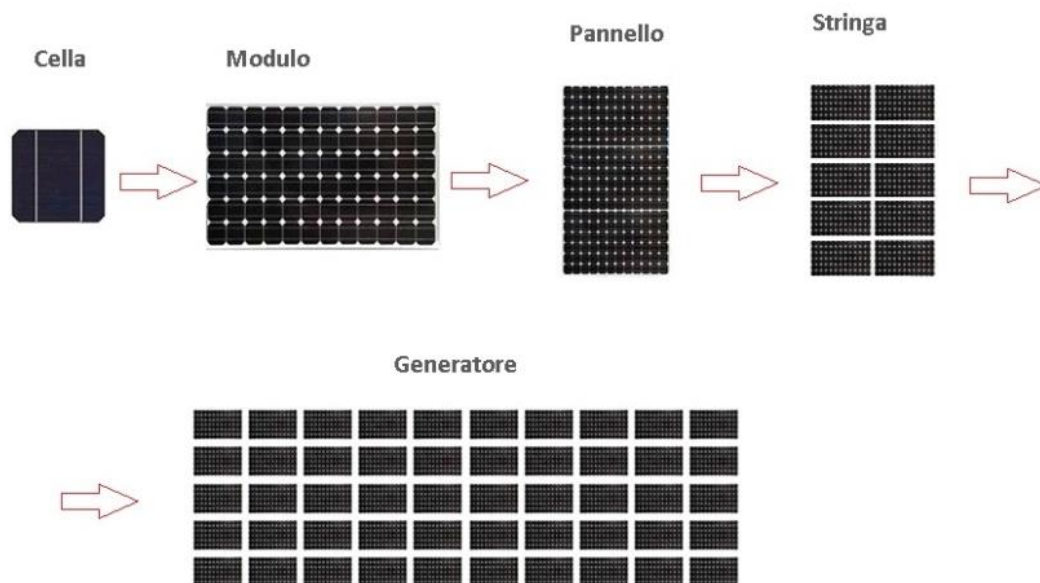 Cella
Modulo
Pannello
Stringa
Generatore